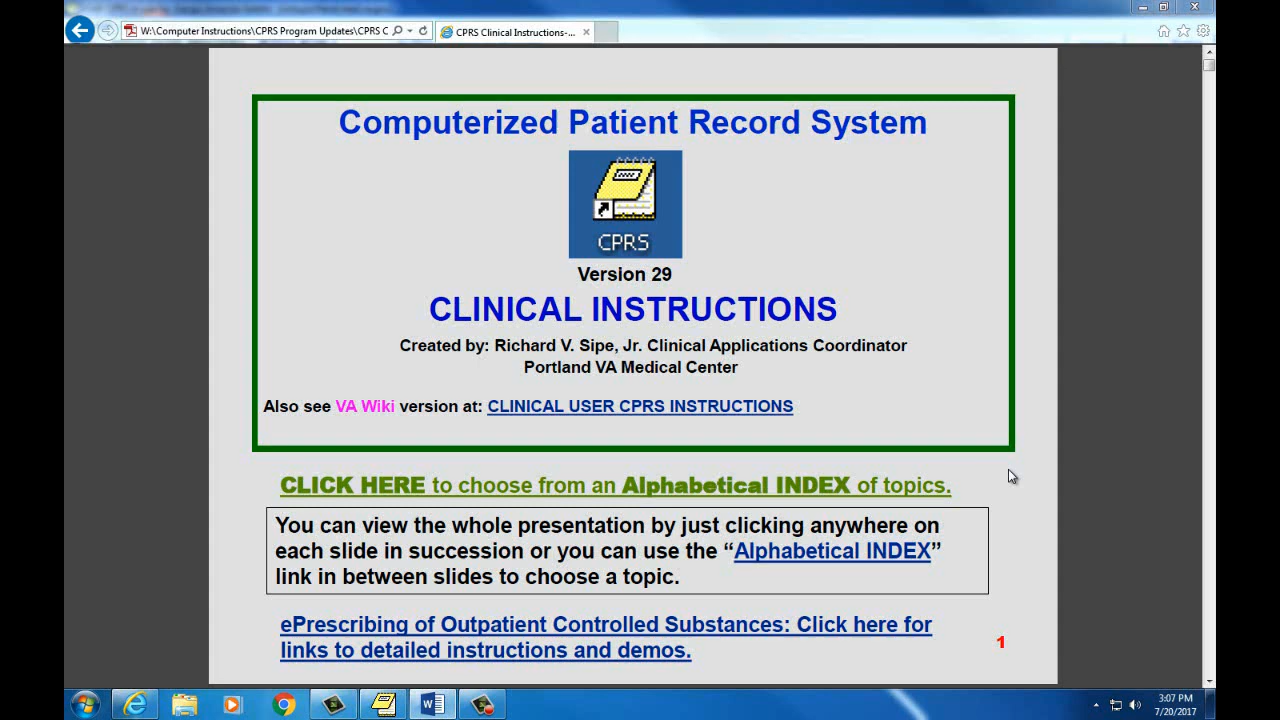 W:\Computer Instructions\CPRS Program Updates\CPRS C
CPRS Clinical Instructions-...
Computerized Patient Record System
CPRS
Version 29
CLINICAL INSTRUCTIONS
Created by: Richard V. Sipe, Jr. Clinical Applications Coordinator
Portland VA Medical Center
Also see VA Wiki version at: CLINICAL USER CPRS INSTRUCTIONS
CLICK HERE to choose from an Alphabetical INDEX of topics.
You can view the whole presentation by just clicking anywhere on
each slide in succession or you can use the “Alphabetical INDEX”
link in between slides to choose a topic.
ePrescribing of Outpatient Controlled Substances: Click here for
links to detailed instructions and demos.
1
3:07 PM
7/20/2017